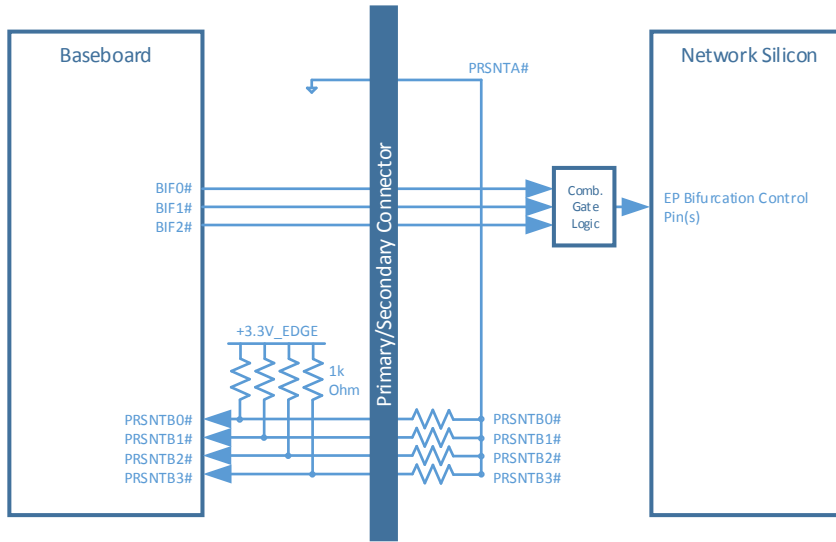 Baseboard
Network Silicon
PRSNTA#
Primary/Secondary Connector
BIF0#
BIF1#
BIF2#
Comb.
Gate
Logic
EP Bifurcation Control
Pin(s)
+3.3V_EDGE
1k
Ohm
PRSNTB0#
PRSNTB1#
PRSNTB2#
PRSNTB3#
PRSNTB0#
PRSNTB1#
PRSNTB2#
PRSNTB3#